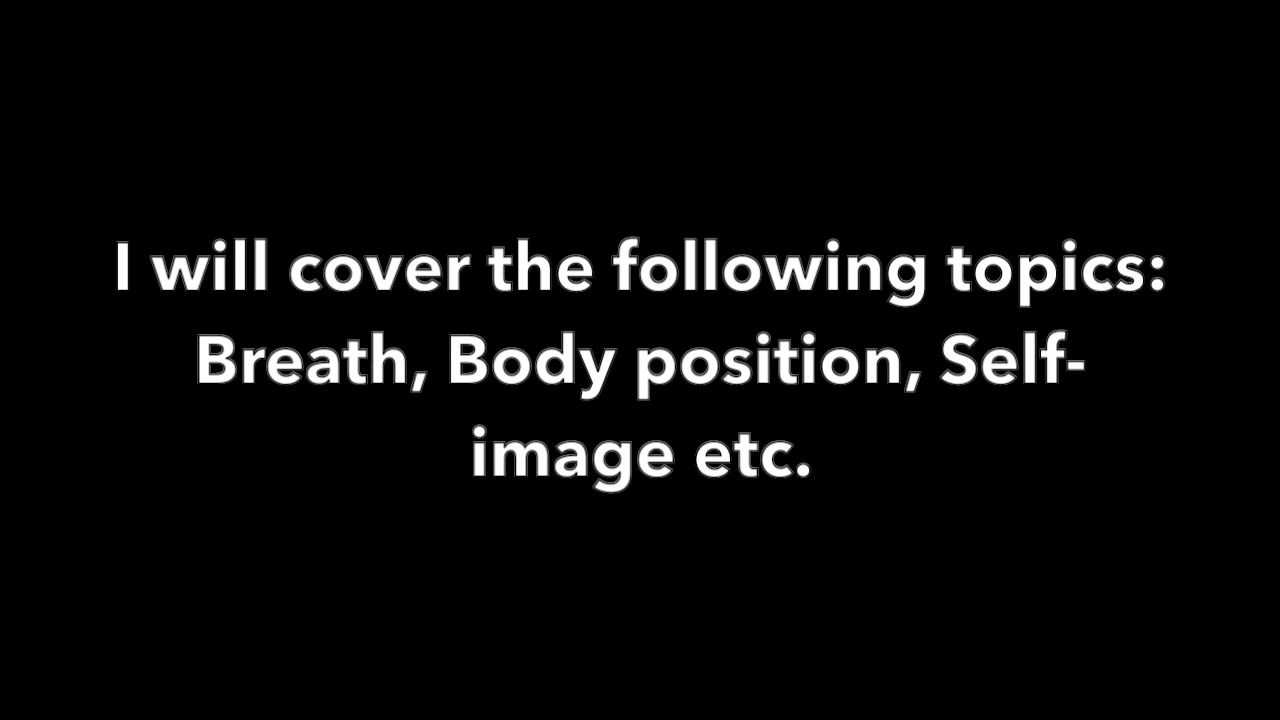 I will cover the following topics:
Breath, Body position, Self-
image etc.